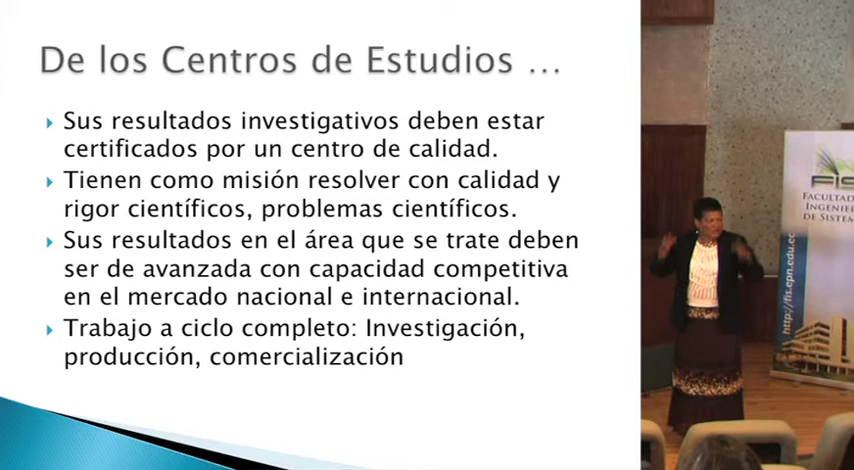 De los Centros de Estudios ...
Sus resultados investigativos deben estar
certificados por un centro de calidad.
Tienen como misión resolver con calidad y
rigor científicos, problemas científicos.
Sus resultados en el área que se trate deben
ser de avanzada con capacidad competitiva
en el mercado nacional e internacional.
Trabajo a ciclo completo: Investigación,
producción, comercialización
FIS
FACULTAD
INGENIER
DE SISTEM
http://fis.epn.edu.ec